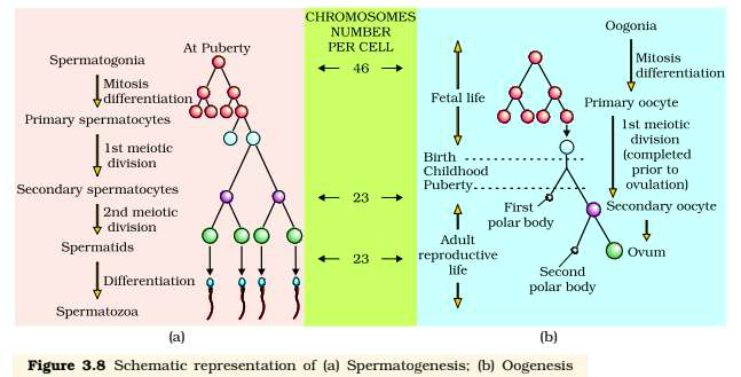 CHROMOSOMES
NUMBER
PER CELL
46
23
23
At Puberty
Spermatogonia
Mitosis
differentiation
Primary spermatocytes
1st meiotic
division
Secondary spermatocytes
2nd meiotic
division
Spermatids
Differentiation
Spermatozoa
(a)
Oogonia
Mitosis
differentiation
Fetal life
Primary oocyte
1st meiotic
division
(completed
prior to
ovulation)
Birth
Childhood
Puberty
First
polar body
Secondary oocyte
Adult
reproductive
life
Ovum
Second
polar body
(b)
Figure 3.8 Schematic representation of (a) Spermatogenesis; (b) Oogenesis